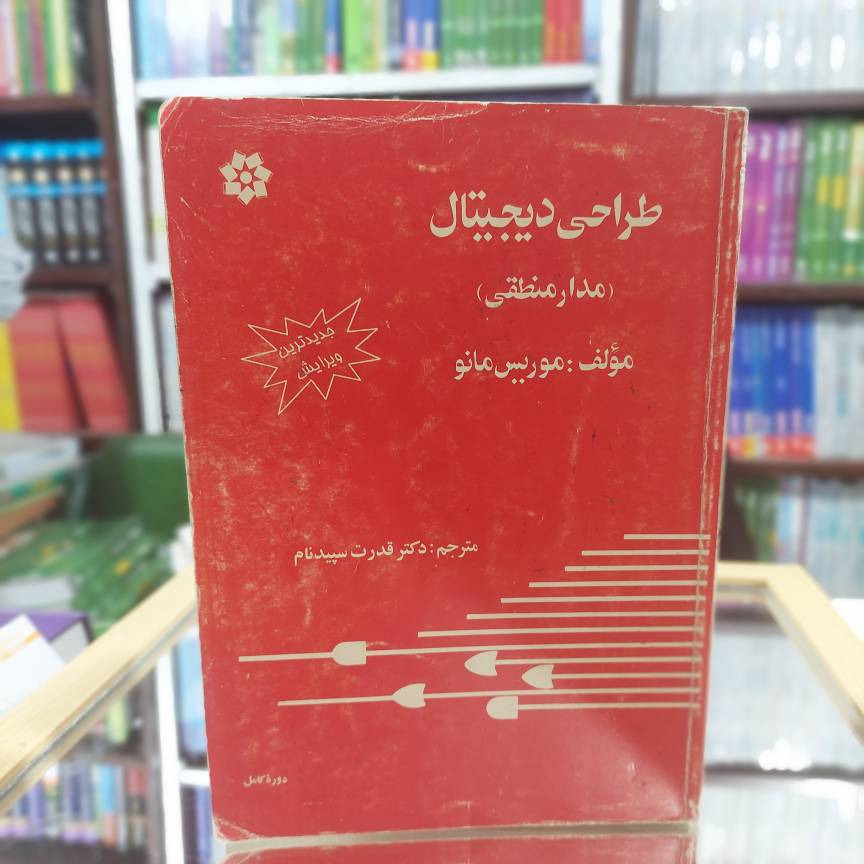 طراحی دیجیتال
(مدار منطقی)
مؤلف : موریس مانو
جدیدترین
ویرایش
مترجم : دکتر قدرت سپیدنام
دورهٔ کامل